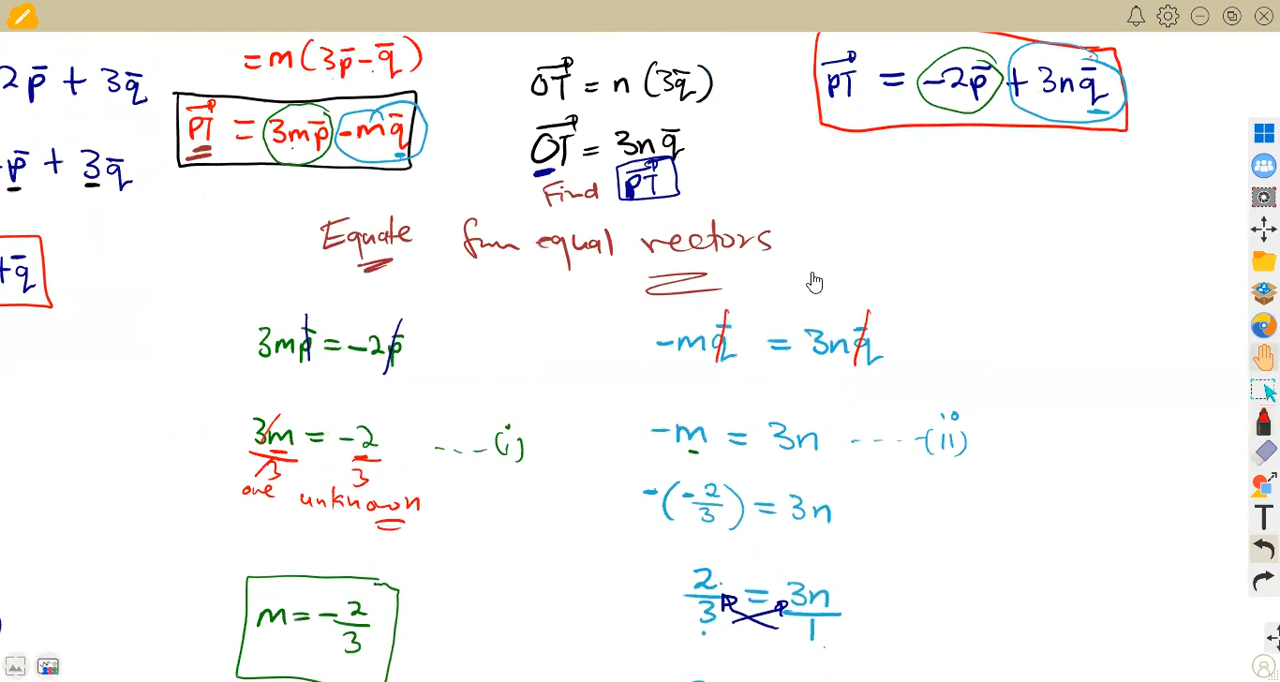 = m(3p̄ - q̄)
2p̄ + 3q̄
PT = 3mp̄ - mq̄
p̄ + 3q̄
+q̄
OT = n(3q̄)
OT = 3nq̄
Find PT
PT = -2p̄ + 3nq̄
Equate equal vectors
3mp̄ = -2p̄
3m/3 = -2/3 ----(i)
one unknown
m = -2/3
-mq̄ = 3nq̄
-m = 3n ----(ii)
-(-2/3) = 3n
2/3 = 3n/1
T